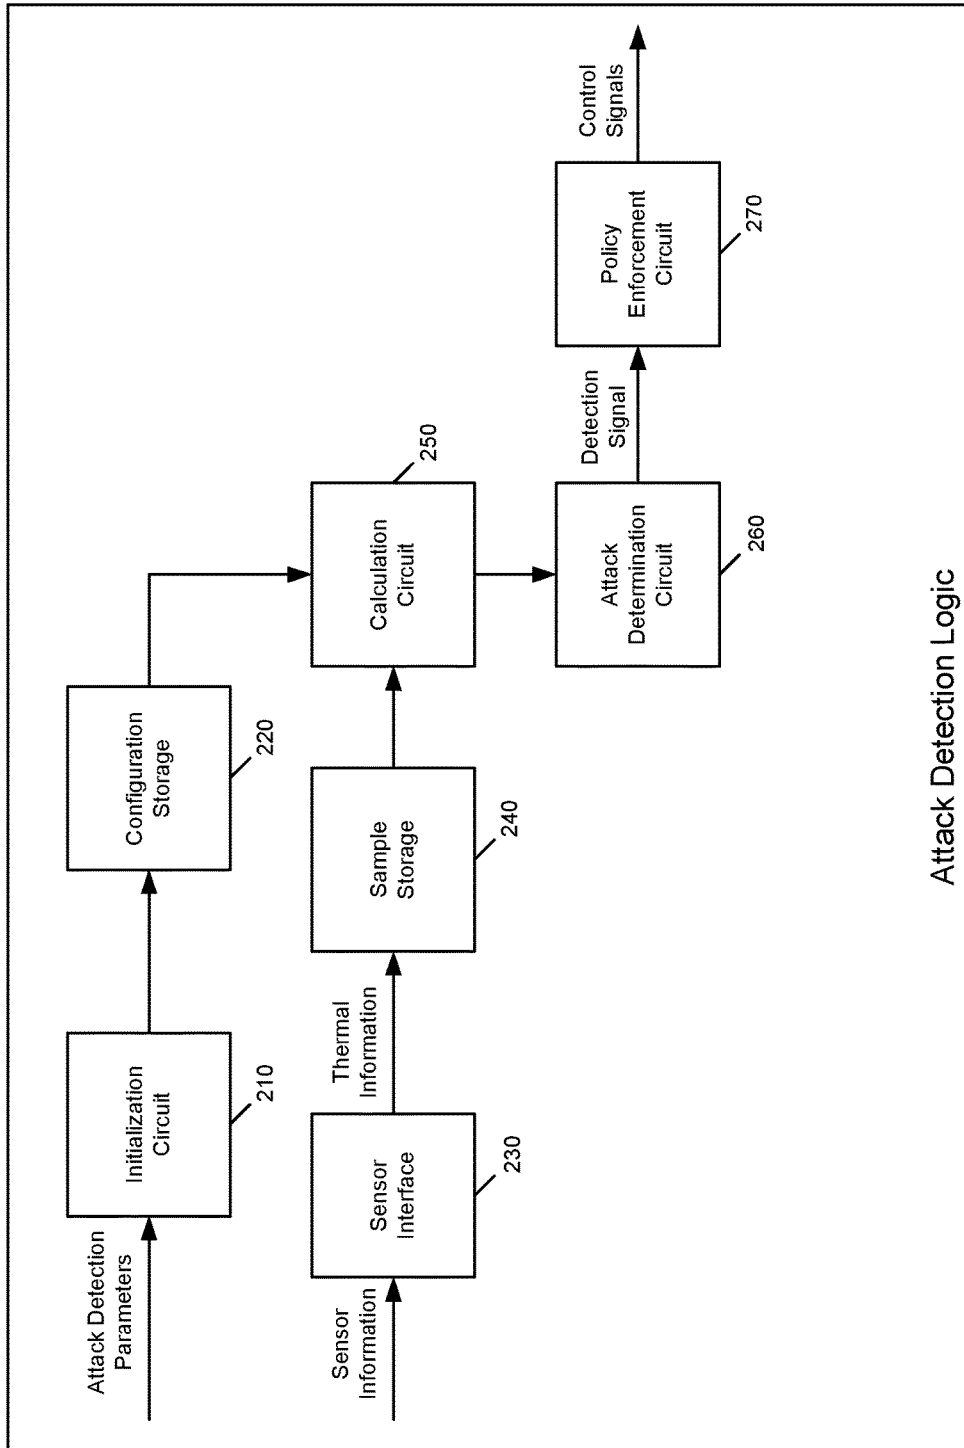 Attack Detection
Parameters
Initialization
Circuit
210
Configuration
Storage
220
Sensor
Information
Sensor
Interface
230
Thermal
Information
Sample
Storage
240
Calculation
Circuit
250
Attack
Determination
Circuit
260
Detection
Signal
Policy
Enforcement
Circuit
270
Control
Signals
Attack Detection Logic